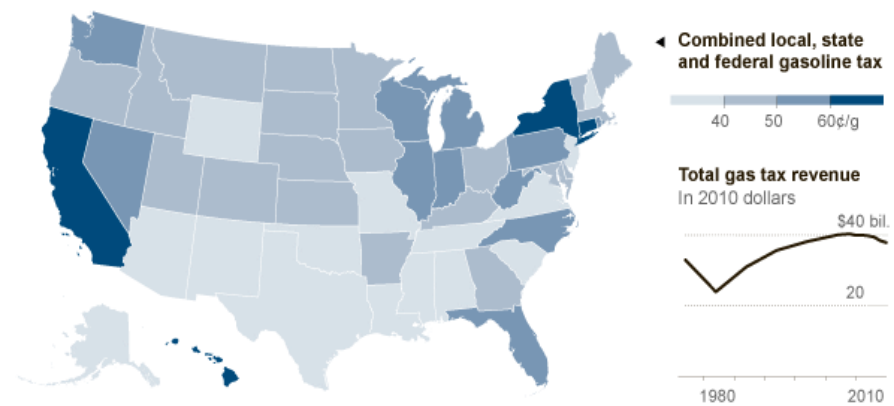 Combined local, state
and federal gasoline tax
40 50 60¢/g
Total gas tax revenue
In 2010 dollars
$40 bil.
20
1980 2010